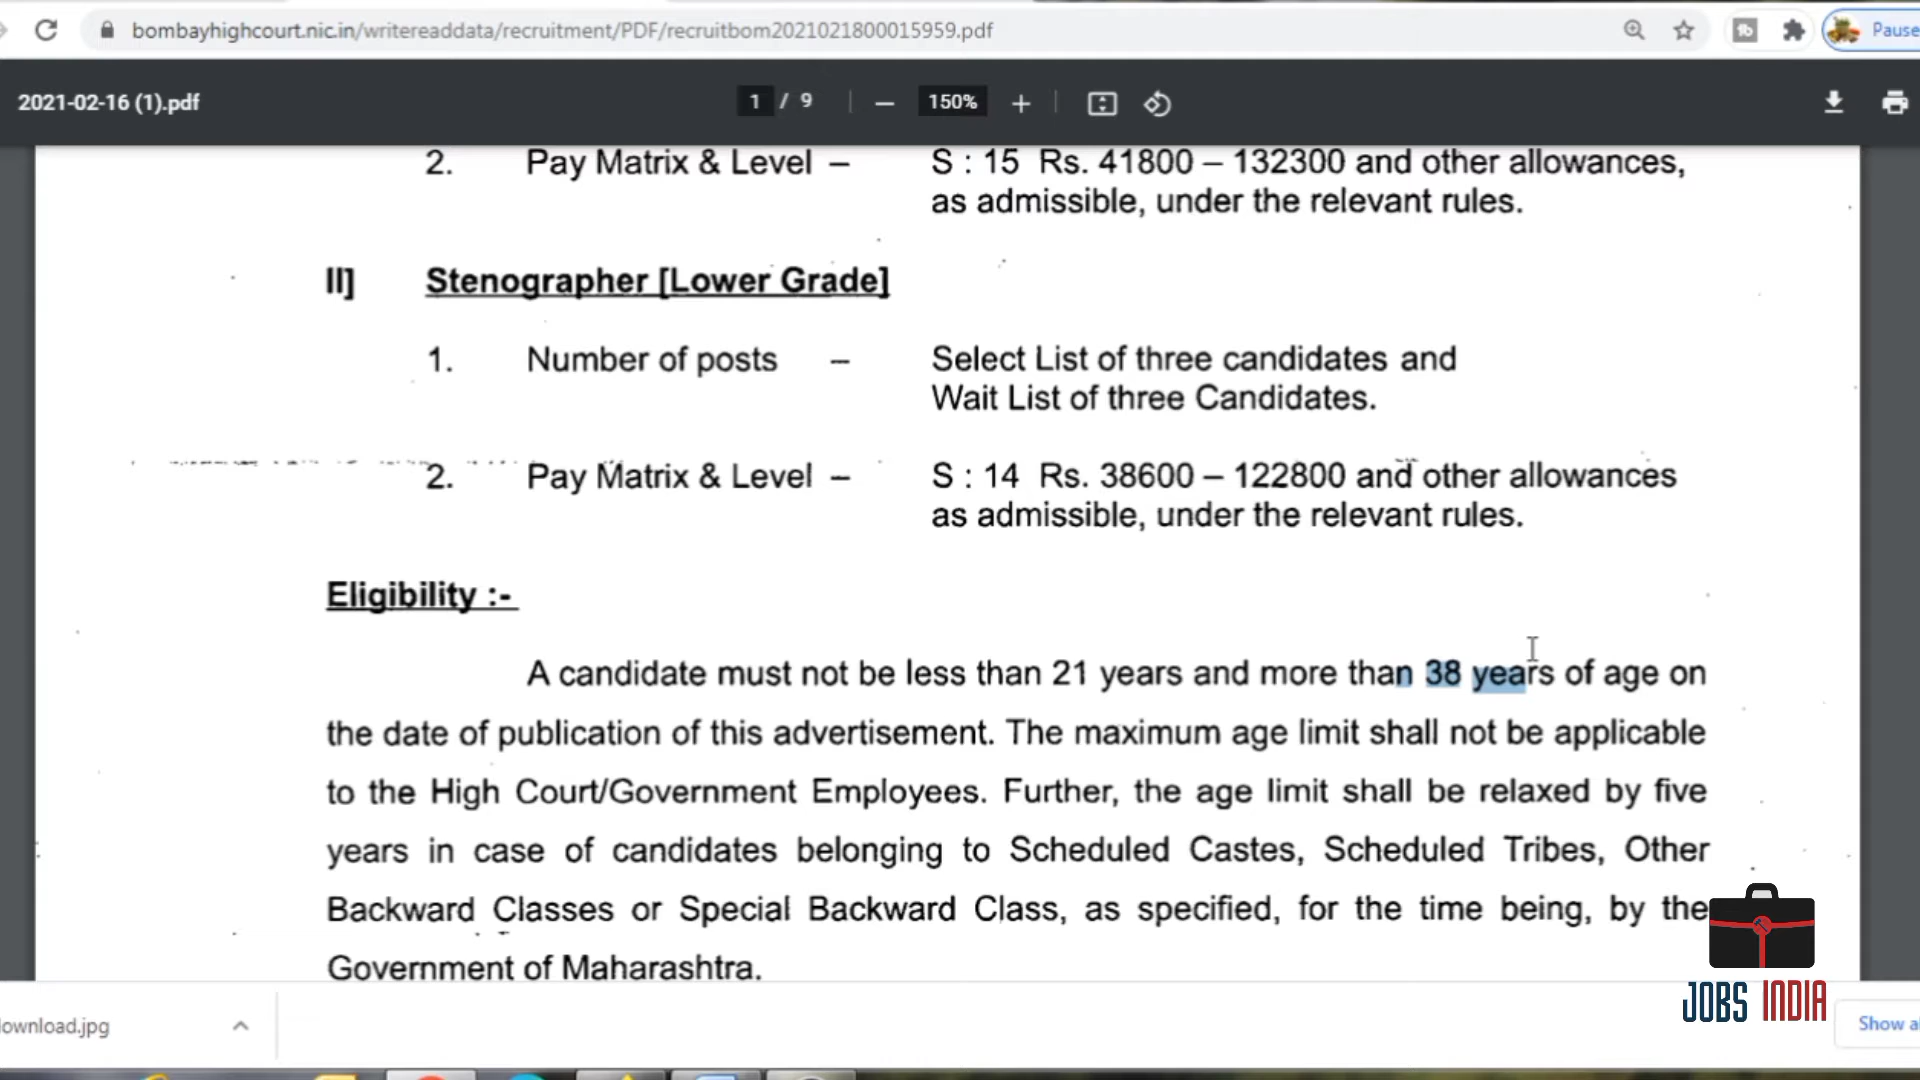 bombayhighcourt.nic.in/writereaddata/recruitment/PDF/recruitbom2021021800015959.pdf
Pause
2021-02-16 (1).pdf
1 / 9
150%
2. Pay Matrix & Level – S : 15 Rs. 41800 – 132300 and other allowances,
as admissible, under the relevant rules.
II] Stenographer [Lower Grade]
1. Number of posts – Select List of three candidates and
Wait List of three Candidates.
2. Pay Matrix & Level – S : 14 Rs. 38600 – 122800 and other allowances
as admissible, under the relevant rules.
Eligibility :-
A candidate must not be less than 21 years and more than 38 years of age on
the date of publication of this advertisement. The maximum age limit shall not be applicable
to the High Court/Government Employees. Further, the age limit shall be relaxed by five
years in case of candidates belonging to Scheduled Castes, Scheduled Tribes, Other
Backward Classes or Special Backward Class, as specified, for the time being, by the
Government of Maharashtra.
JOBS INDIA
ownload.jpg
Show a